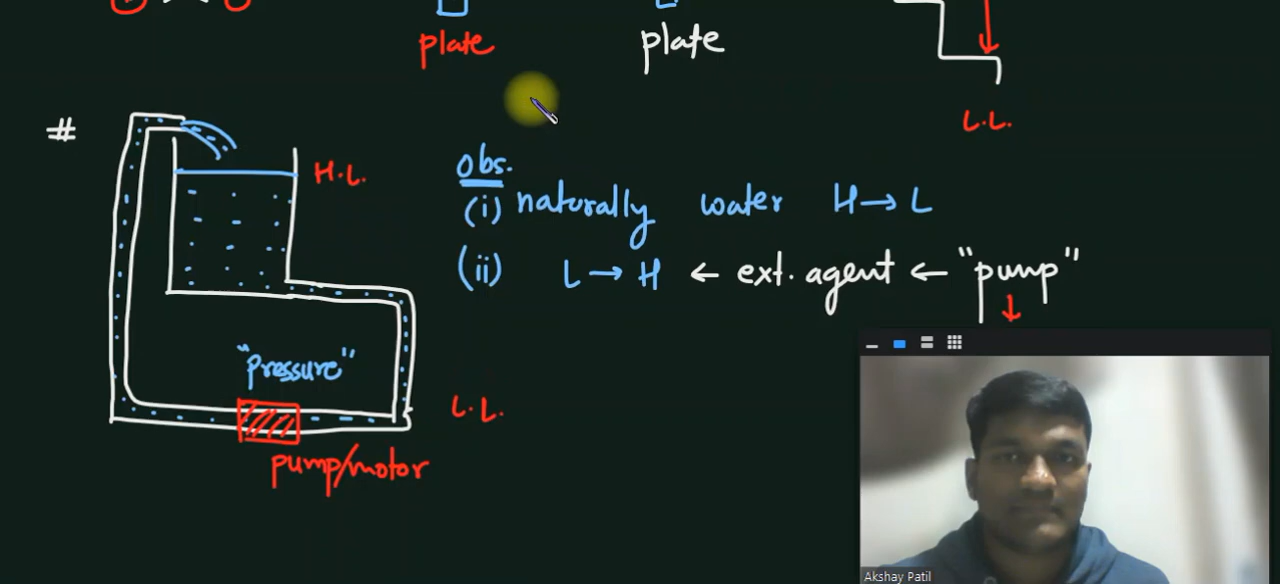 plate
plate
L.L.
#
H.L.
obs.
(i) naturally water H→L
(ii) L→H ← ext. agent ← "pump"
↓
"pressure"
L.L.
pump/motor
Akshay Patil